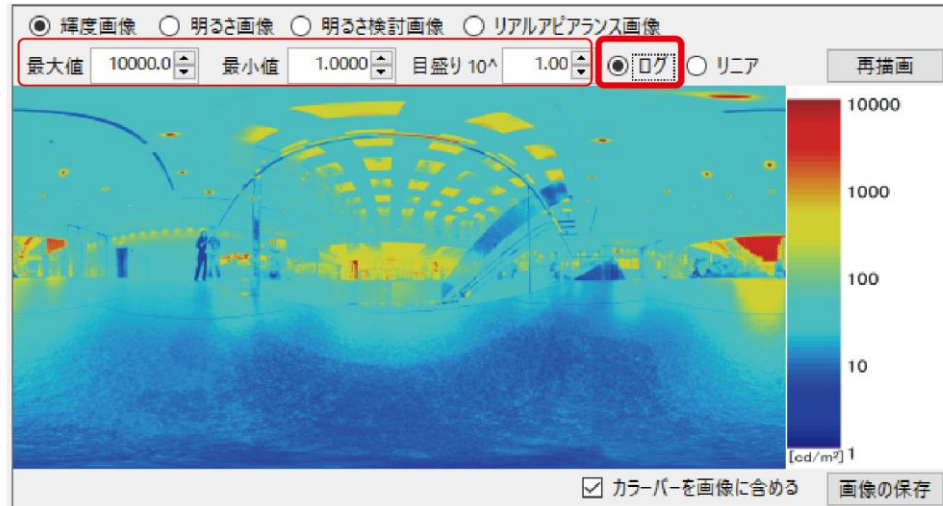 輝度画像 明るさ画像 明るさ検討画像 リアルアピアランス画像
最大値 10000.0 最小値 1.0000 目盛り 10^ 1.00 ログ リニア 再描画
10000
1000
100
10
[cd/m²] 1
カラーバーを画像に含める 画像の保存